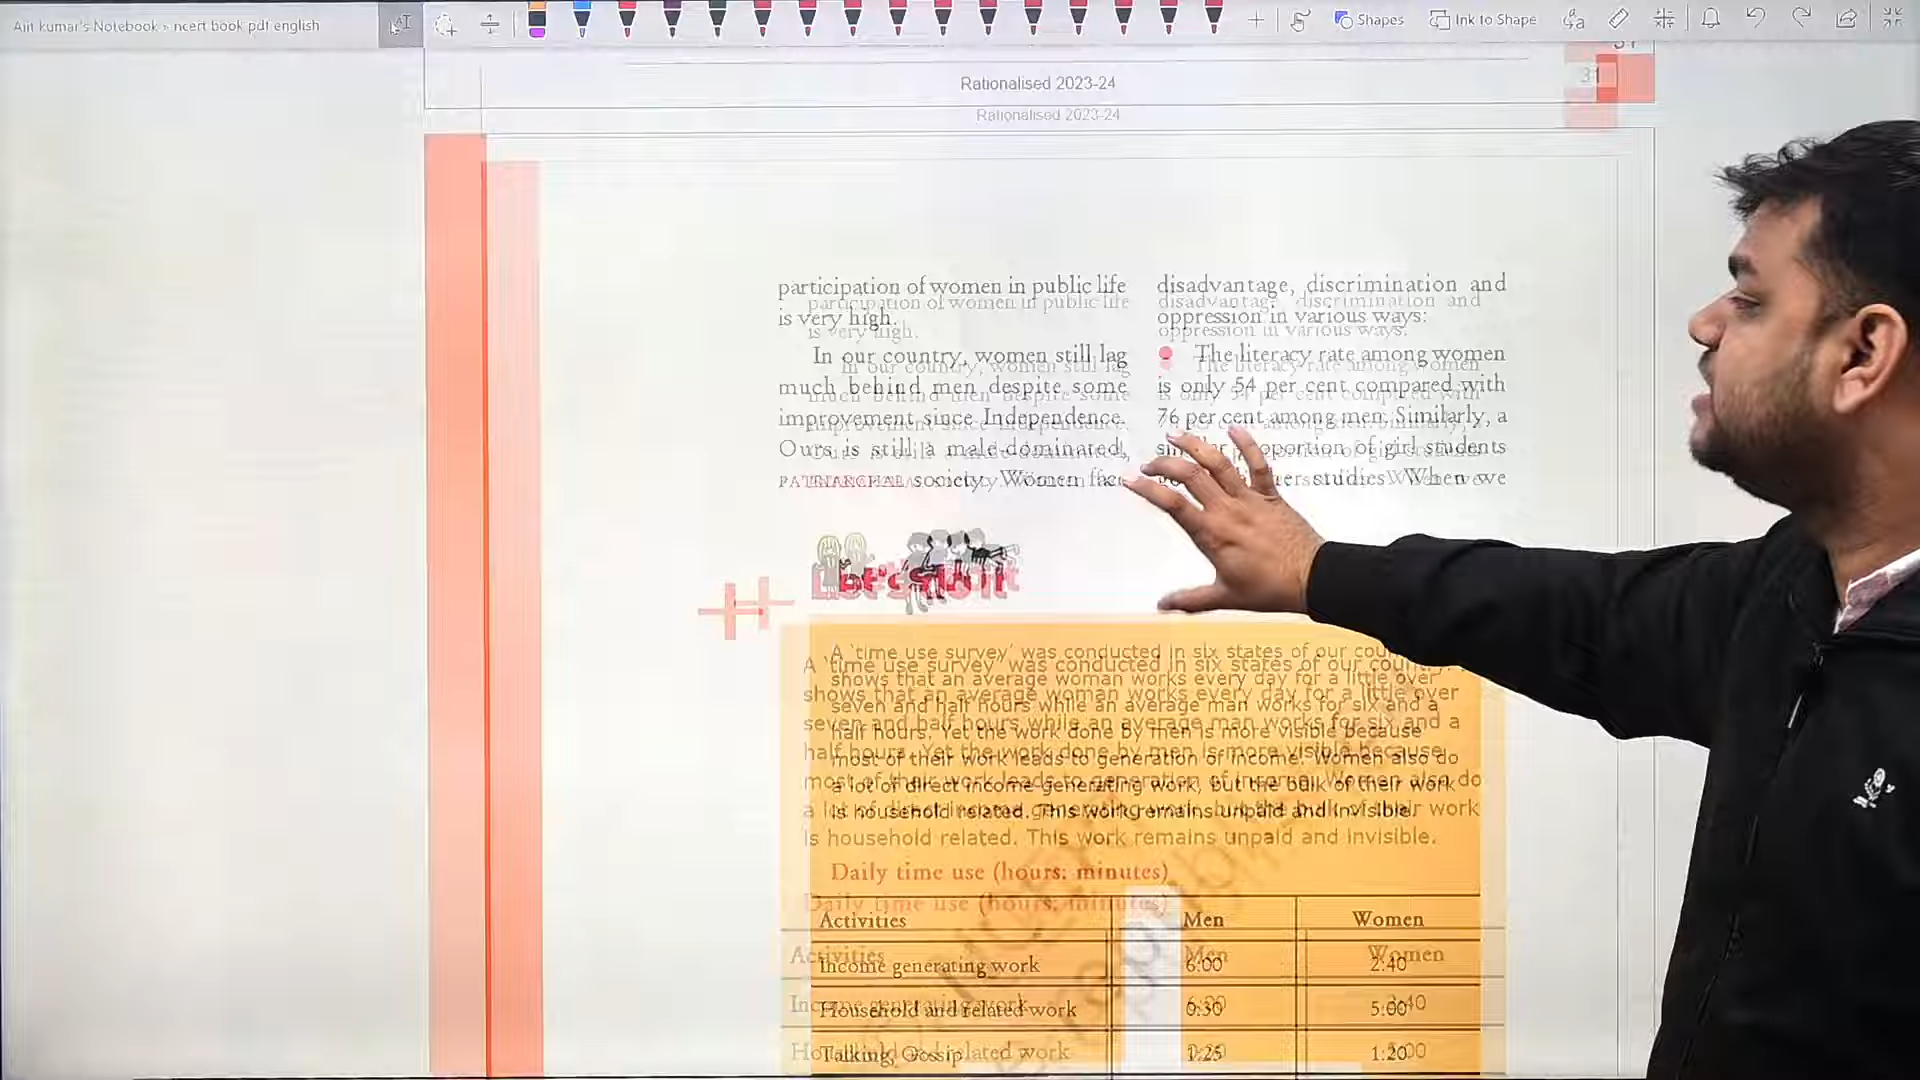 Ajit kumar's Notebook › ncert book pdf english
Shapes
Ink to Shape
31
Rationalised 2023-24
Rationalised 2023-24
participation of women in public life
is very high.
In our country, women still lag
much behind men despite some
improvement since Independence.
Ours is still a male-dominated,
PATRIARCHAL society. Women face
disadvantage, discrimination and
oppression in various ways:
● The literacy rate among women
is only 54 per cent compared with
76 per cent among men. Similarly, a
proportion of girl students
studies. When we
Let's do it
A 'time use survey' was conducted in six states of our
shows that an average woman works every day for a little over
seven and half hours while an average man works for six and a
half hours. Yet the work done by men is more visible because
most of their work leads to generation of income. Women also do
a lot of direct income generating work, but the bulk of their work
is household related. This work remains unpaid and invisible.
Daily time use (hours: minutes)
Activities Men Women
Income generating work 6:00 2:40
Household and related work 0:30 5:00
Talking, Gossip 1:25 1:20